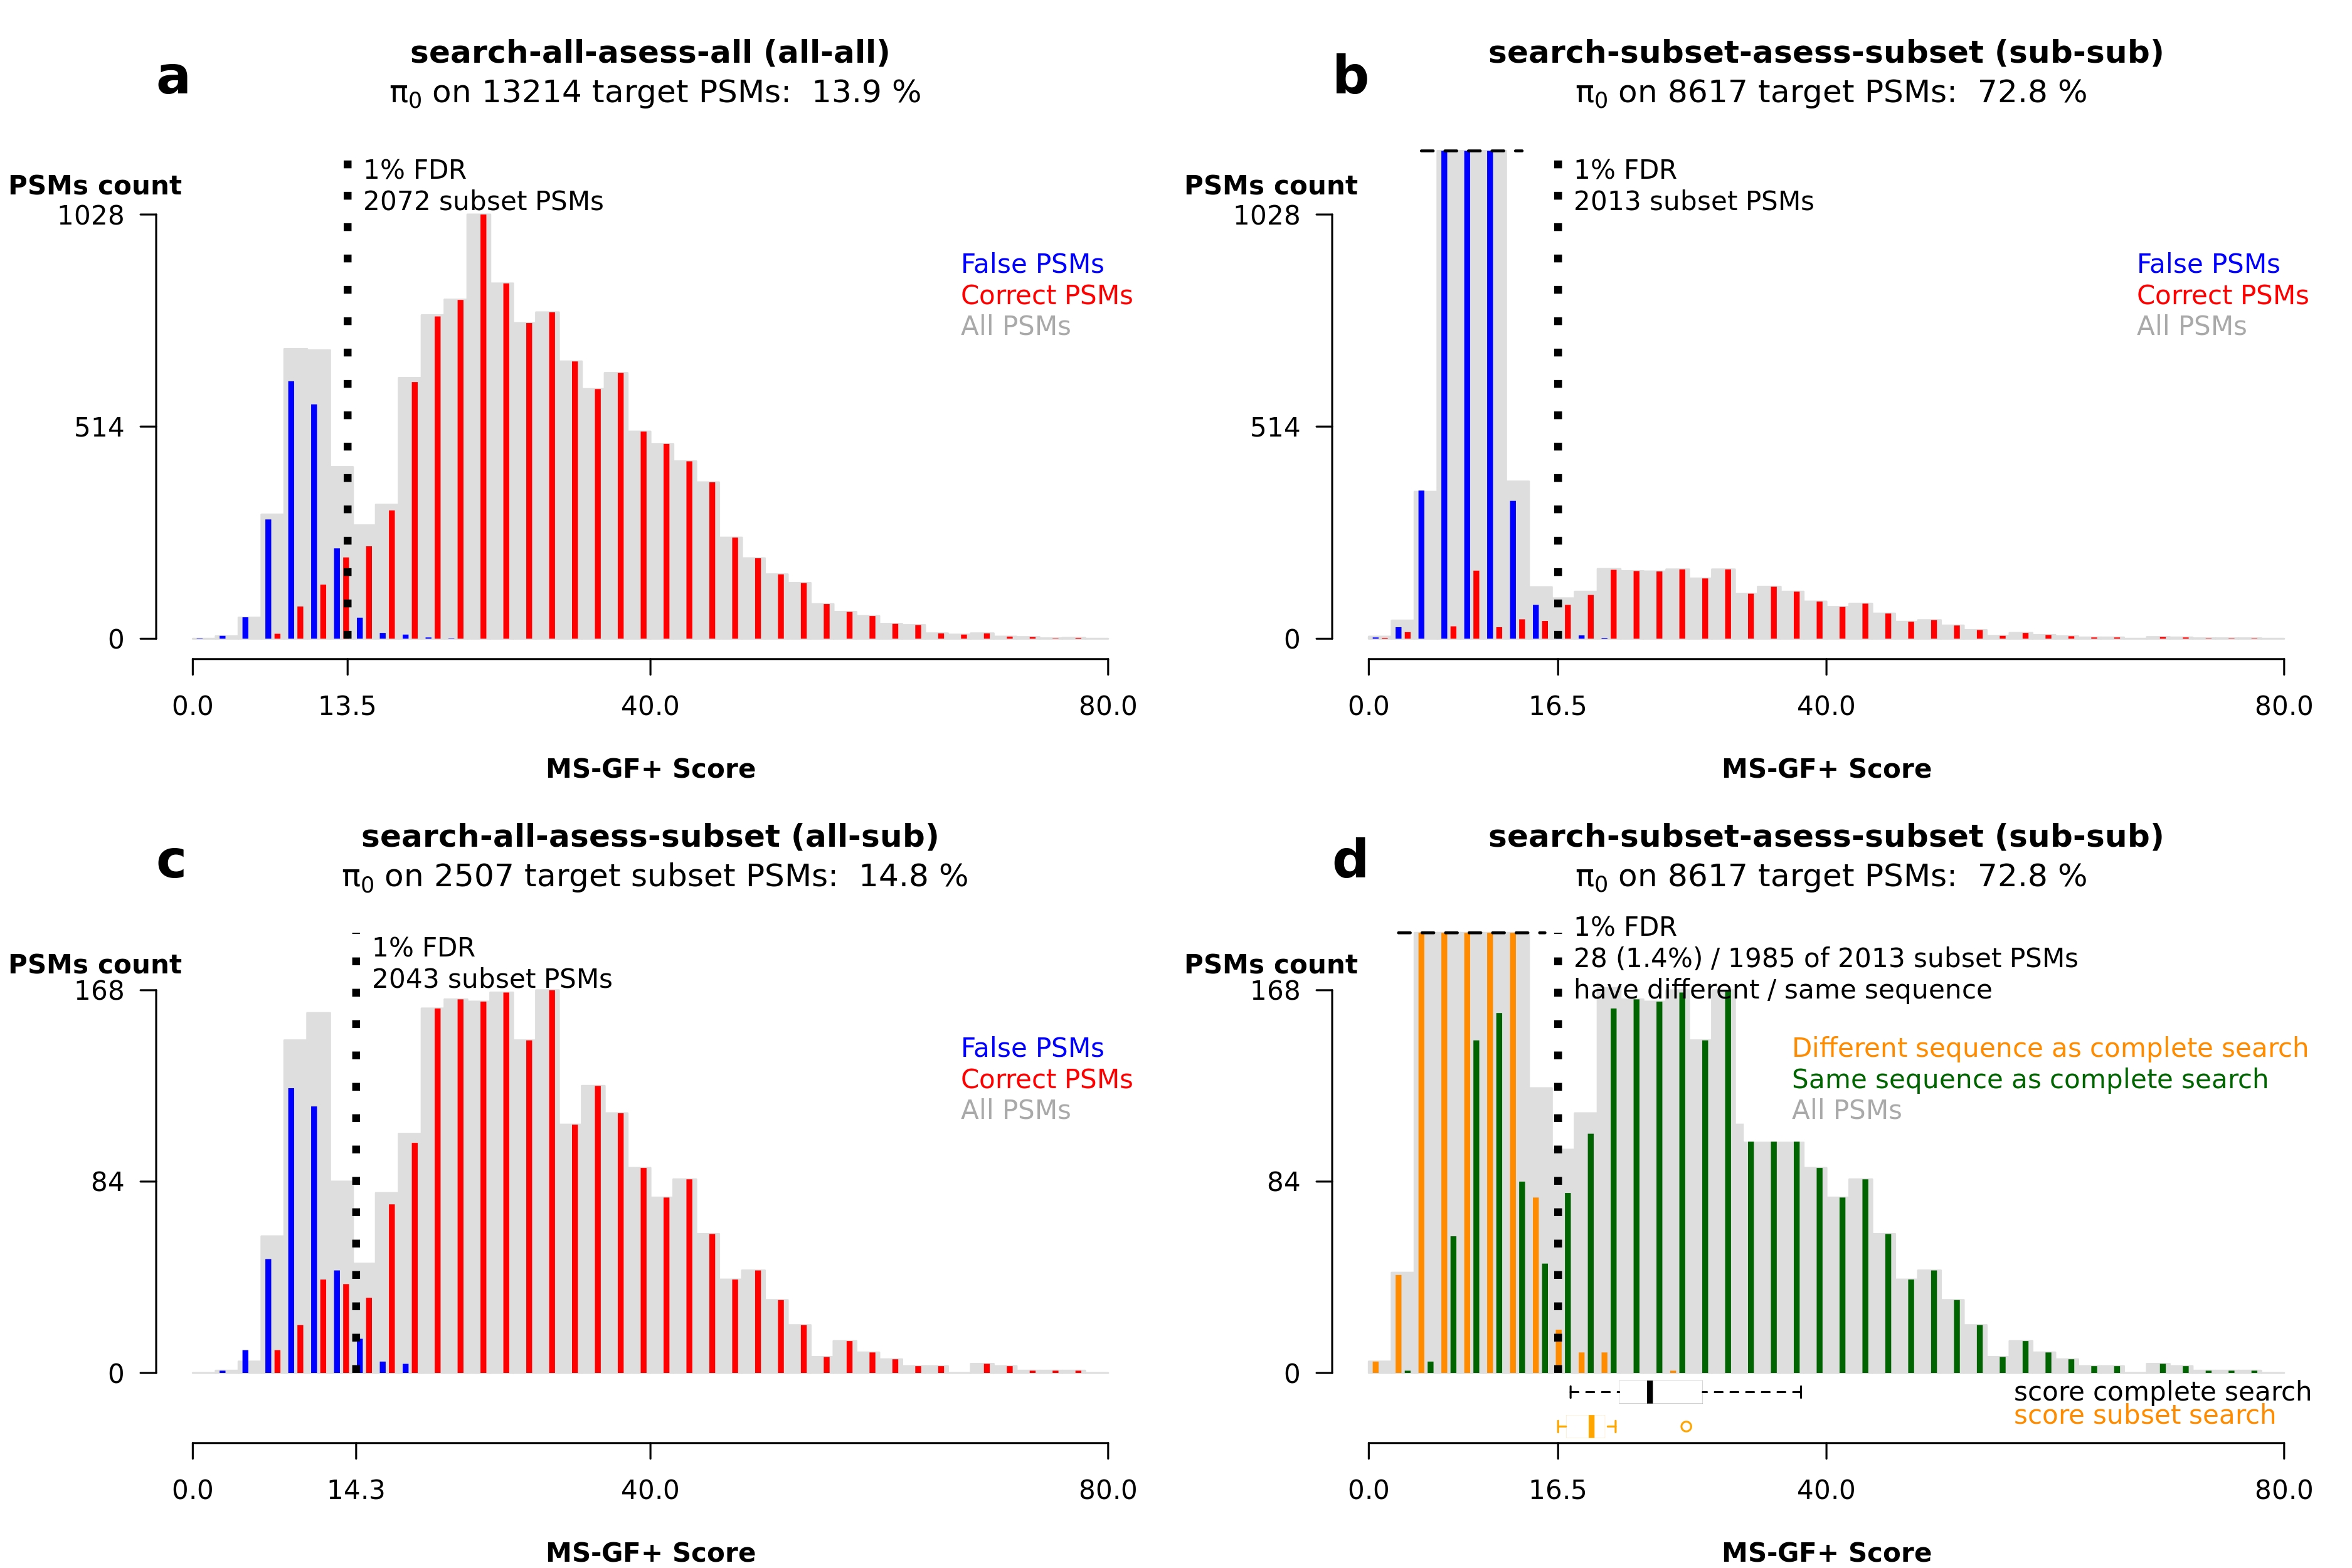 a
search-all-asess-all (all-all)
π0 on 13214 target PSMs: 13.9 %
PSMs count
1028
514
0
1% FDR
2072 subset PSMs
False PSMs
Correct PSMs
All PSMs
0.0
13.5
40.0
80.0
MS-GF+ Score
b
search-subset-asess-subset (sub-sub)
π0 on 8617 target PSMs: 72.8 %
PSMs count
1028
514
0
1% FDR
2013 subset PSMs
False PSMs
Correct PSMs
All PSMs
0.0
16.5
40.0
80.0
MS-GF+ Score
c
search-all-asess-subset (all-sub)
π0 on 2507 target subset PSMs: 14.8 %
PSMs count
168
84
0
1% FDR
2043 subset PSMs
False PSMs
Correct PSMs
All PSMs
0.0
14.3
40.0
80.0
MS-GF+ Score
d
search-subset-asess-subset (sub-sub)
π0 on 8617 target PSMs: 72.8 %
PSMs count
168
84
0
1% FDR
28 (1.4%) / 1985 of 2013 subset PSMs
have different / same sequence
Different sequence as complete search
Same sequence as complete search
All PSMs
score complete search
score subset search
0.0
16.5
40.0
80.0
MS-GF+ Score